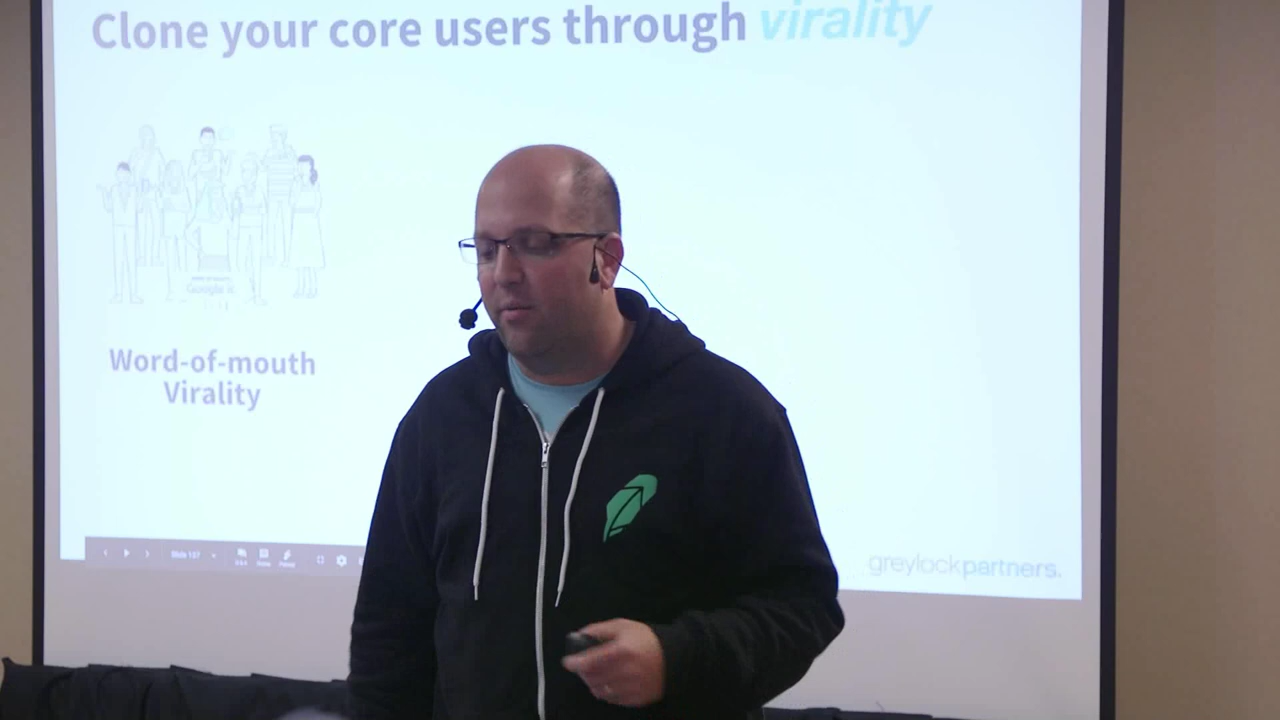 Clone your core users through virality
Word-of-mouth
Virality
greylockpartners.